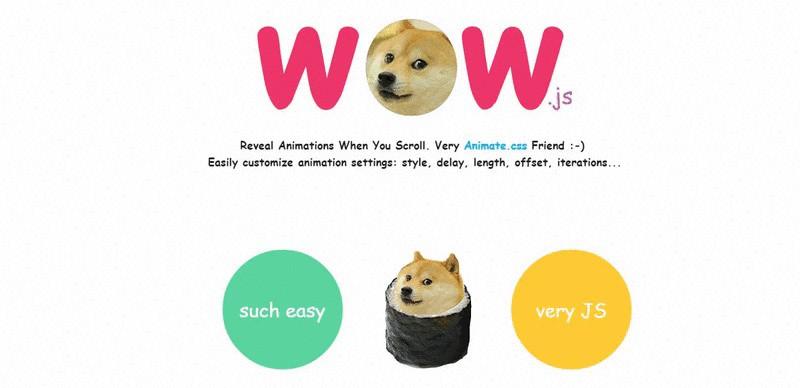 WOW.js
Reveal Animations When You Scroll. Very Animate.css Friend :-)
Easily customize animation settings: style, delay, length, offset, iterations...
such easy
very JS